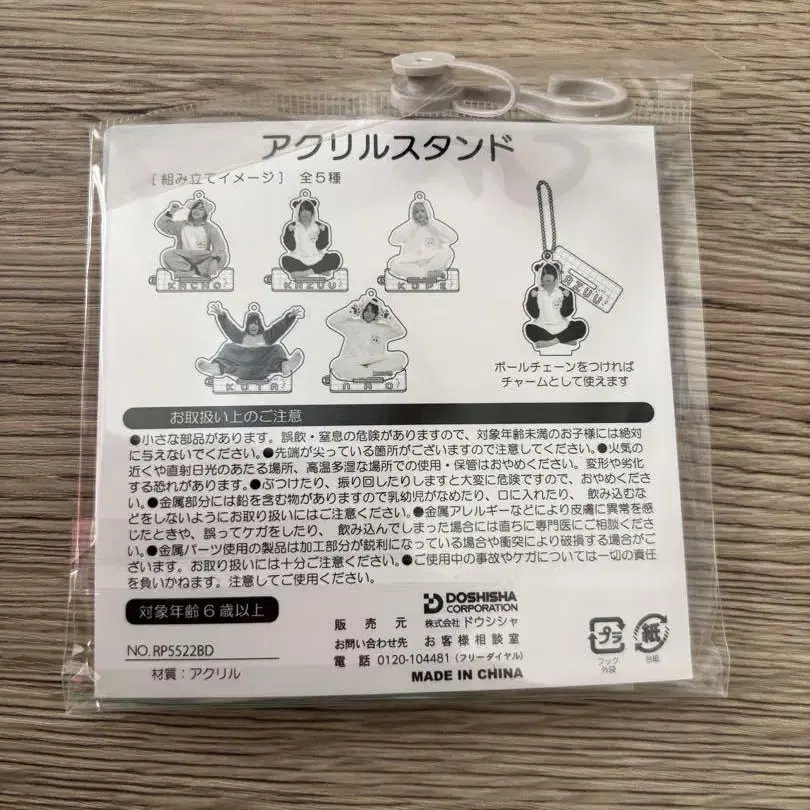 アクリルスタンド
[組み立てイメージ] 全5種
KACHO
KAZUU
KOPE
KOTA
NAO
AZUU
ボールチェーンをつければ
チャームとして使えます
お取扱い上のご注意
●小さな部品があります。誤飲・窒息の危険がありますので、対象年齢未満のお子様には絶対
に与えないでください。●先端が尖っている箇所がございますので注意してください。●火気の
近くや直射日光のあたる場所、高温多湿な場所での使用・保管はおやめください。変形や劣化
する恐れがあります。●ぶつけたり、振り回したりしますと大変に危険ですので、おやめくださ
い。●金属部分には鉛を含む物がありますので乳幼児がなめたり、口に入れたり、飲み込むな
どをしないようにお取り扱いにはご注意ください。●金属アレルギーなどにより皮膚に異常を感
じたときや、誤ってケガをしたり、飲み込んでしまった場合には直ちに専門医にご相談くださ
い。●金属パーツ使用の製品は加工部分が鋭利になっている場合や衝突により破損する場合がご
ざいます。お取り扱いには十分ご注意ください。●ご使用中の事故やケガについては一切の責任
を負いかねます。注意してご使用ください。
対象年齢6歳以上
NO.RP5522BD
材質:アクリル
DOSHISHA
CORPORATION
販売元 株式会社ドウシシャ
お問い合わせ先 お客様相談室
電話 0120-104481(フリーダイヤル)
MADE IN CHINA
プラ
フック
外袋
紙
台紙